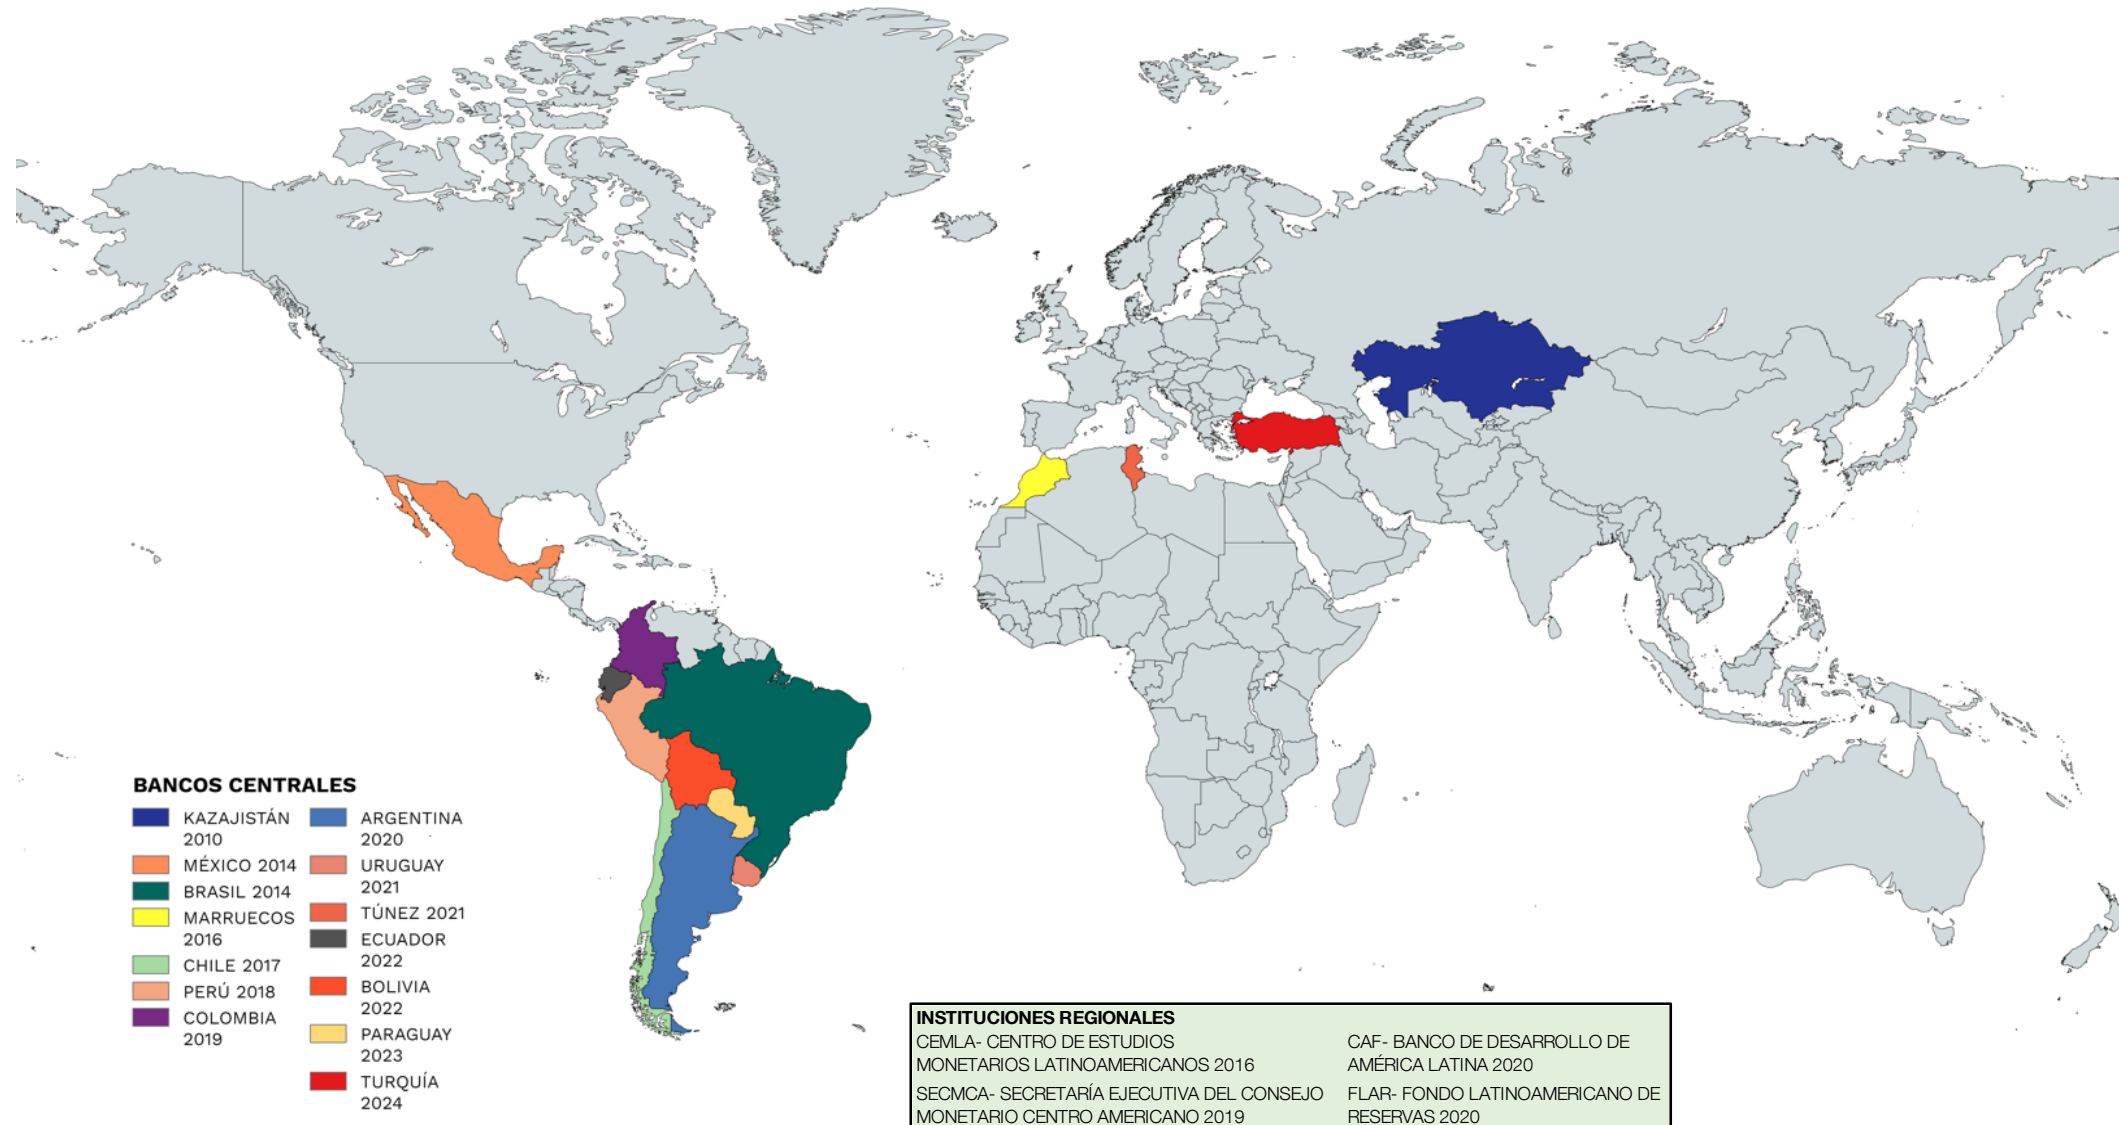 BANCOS CENTRALES
KAZAJISTÁN
2010
MÉXICO 2014
BRASIL 2014
MARRUECOS
2016
CHILE 2017
PERÚ 2018
COLOMBIA
2019
ARGENTINA
2020
URUGUAY
2021
TÚNEZ 2021
ECUADOR
2022
BOLIVIA
2022
PARAGUAY
2023
TURQUÍA
2024
INSTITUCIONES REGIONALES
CEMLA- CENTRO DE ESTUDIOS
MONETARIOS LATINOAMERICANOS 2016
SECMCA- SECRETARÍA EJECUTIVA DEL CONSEJO
MONETARIO CENTRO AMERICANO 2019
CAF- BANCO DE DESARROLLO DE
AMÉRICA LATINA 2020
FLAR- FONDO LATINOAMERICANO DE
RESERVAS 2020